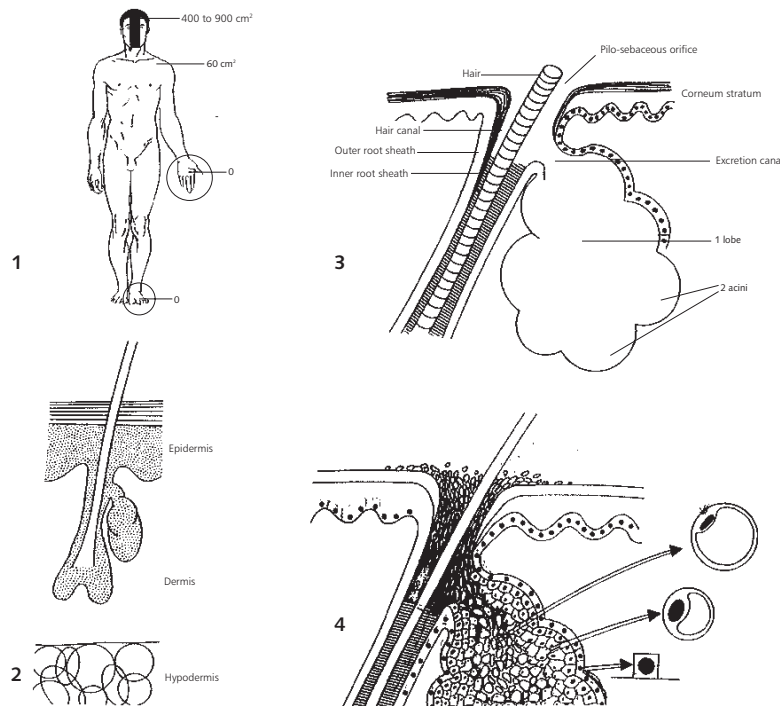 400 to 900 cm²
60 cm²
0
0
1
Epidermis
Dermis
2
Hypodermis
Pilo-sebaceous orifice
Hair
Corneum stratum
Hair canal
Outer root sheath
Inner root sheath
Excretion cana
3
1 lobe
2 acini
4